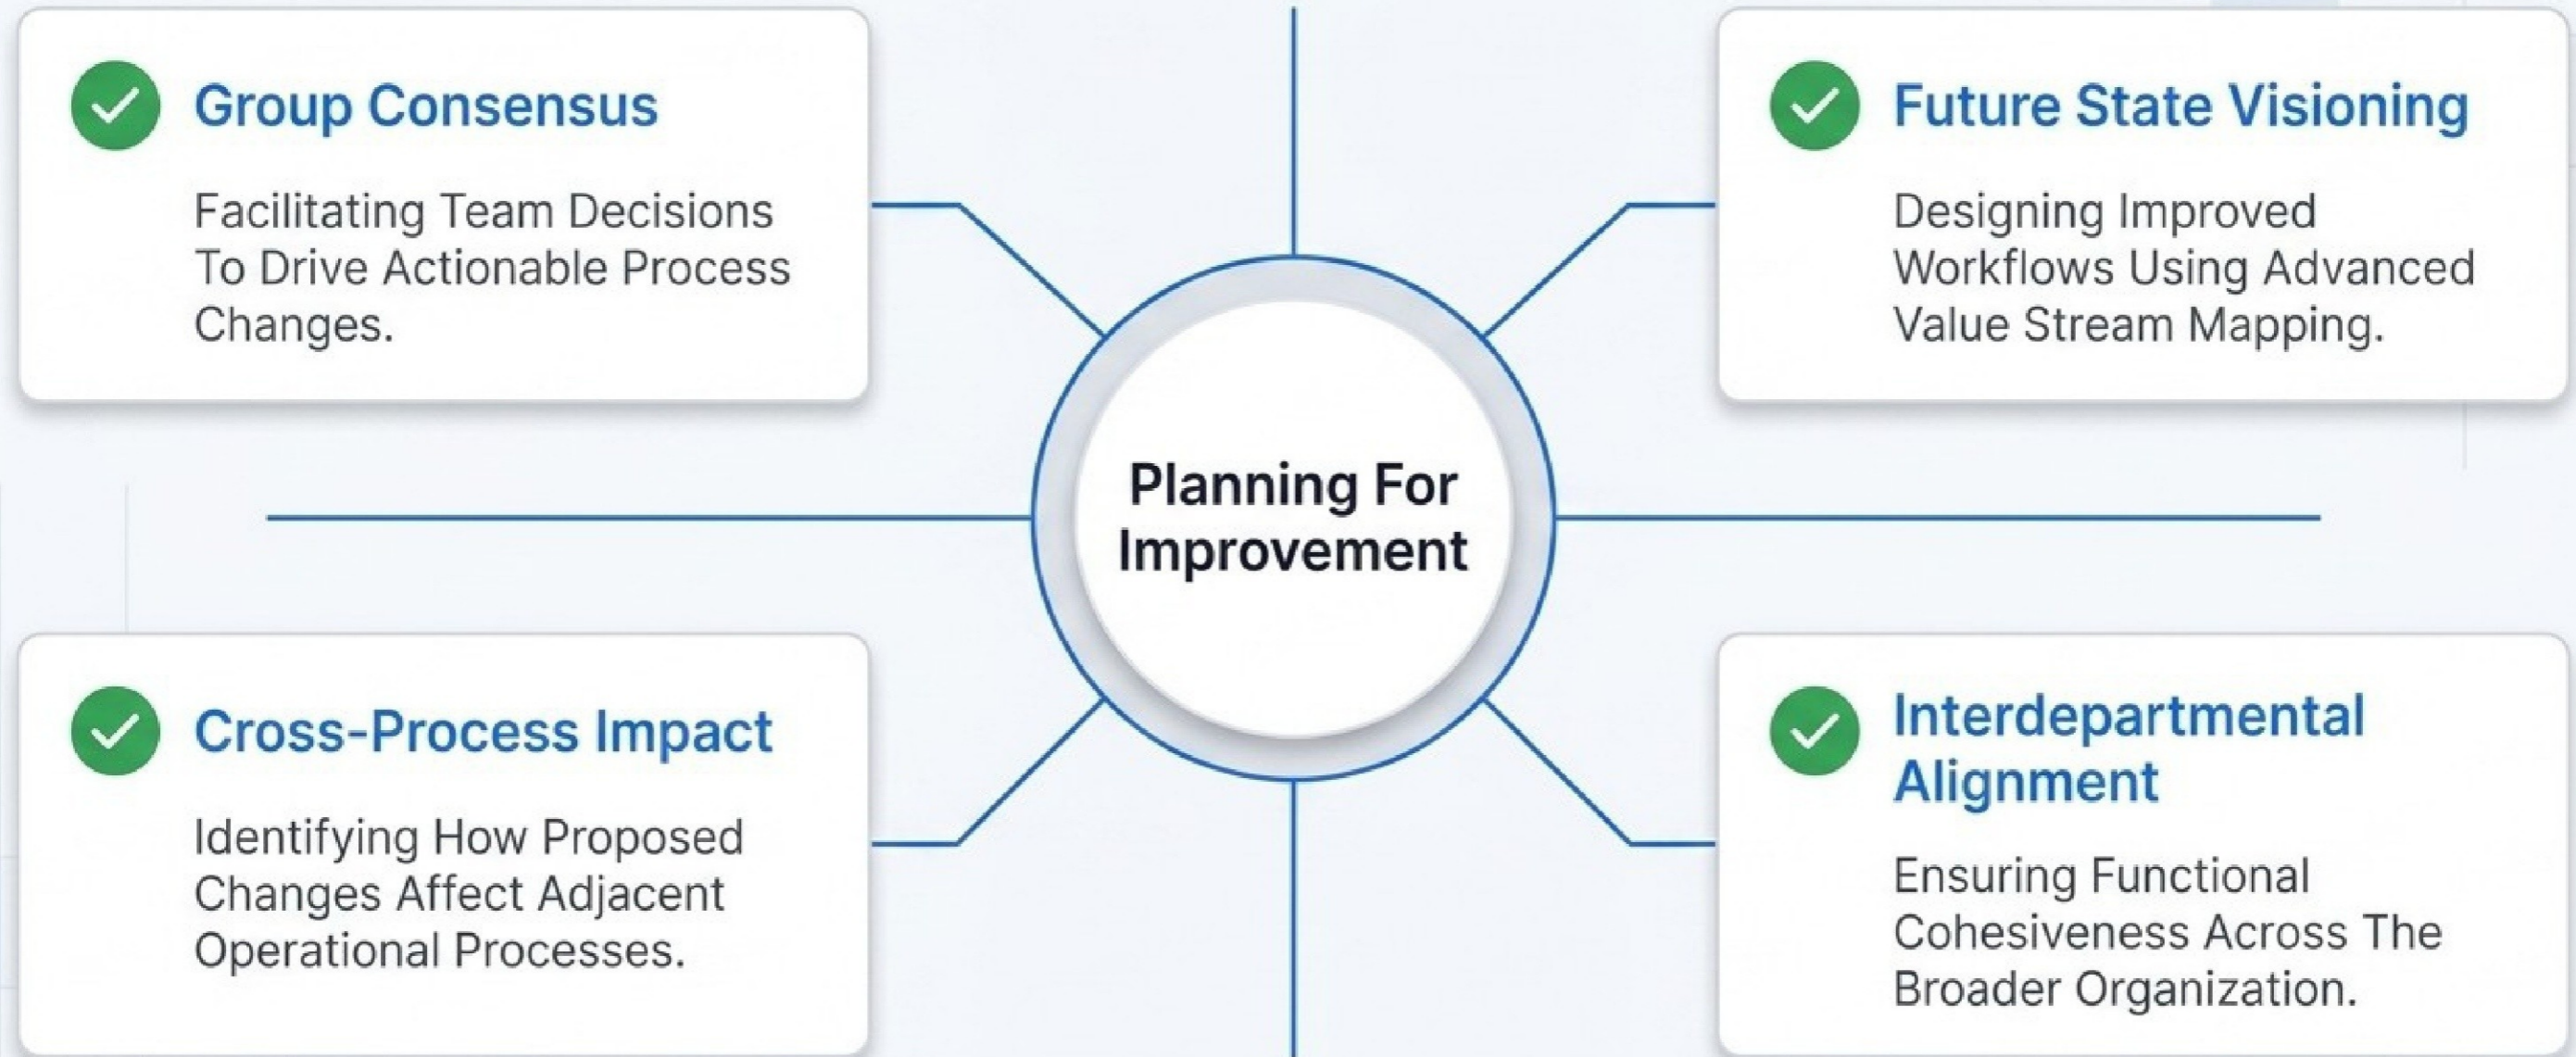 Group Consensus
Facilitating Team Decisions
To Drive Actionable Process
Changes.
Future State Visioning
Designing Improved
Workflows Using Advanced
Value Stream Mapping.
Planning For
Improvement
Cross-Process Impact
Identifying How Proposed
Changes Affect Adjacent
Operational Processes.
Interdepartmental
Alignment
Ensuring Functional
Cohesiveness Across The
Broader Organization.